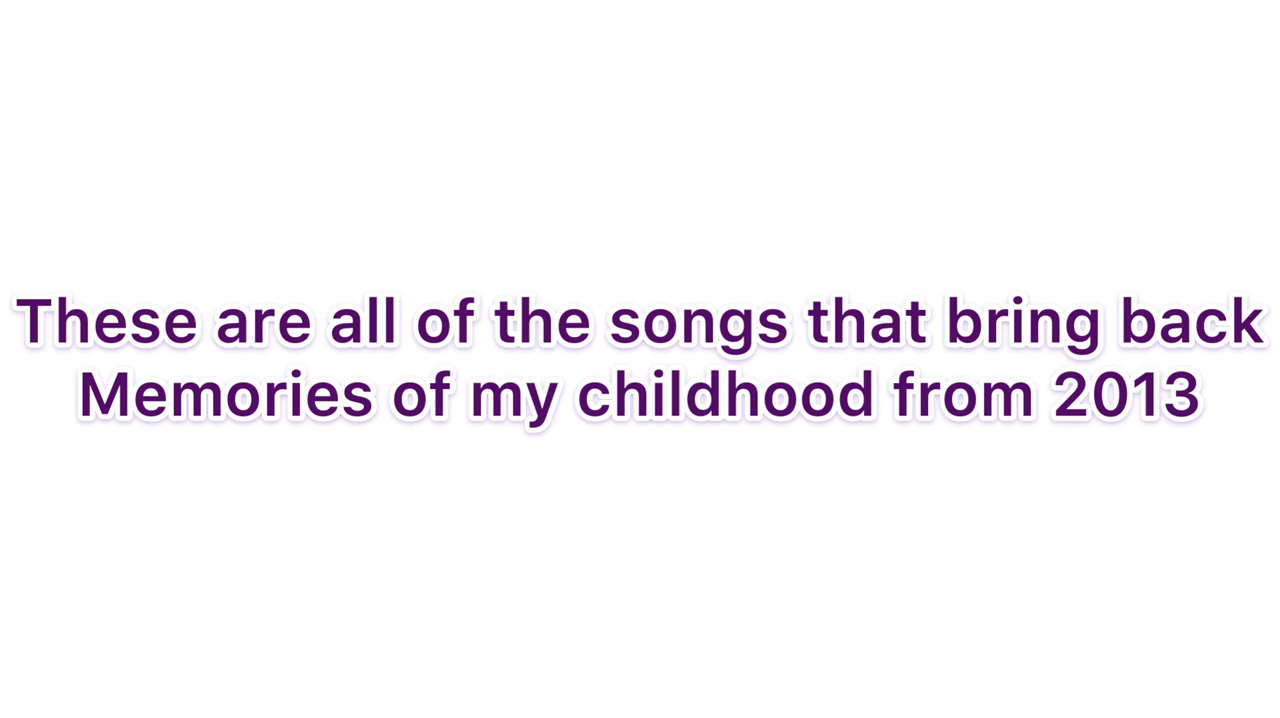 These are all of the songs that bring back
Memories of my childhood from 2013